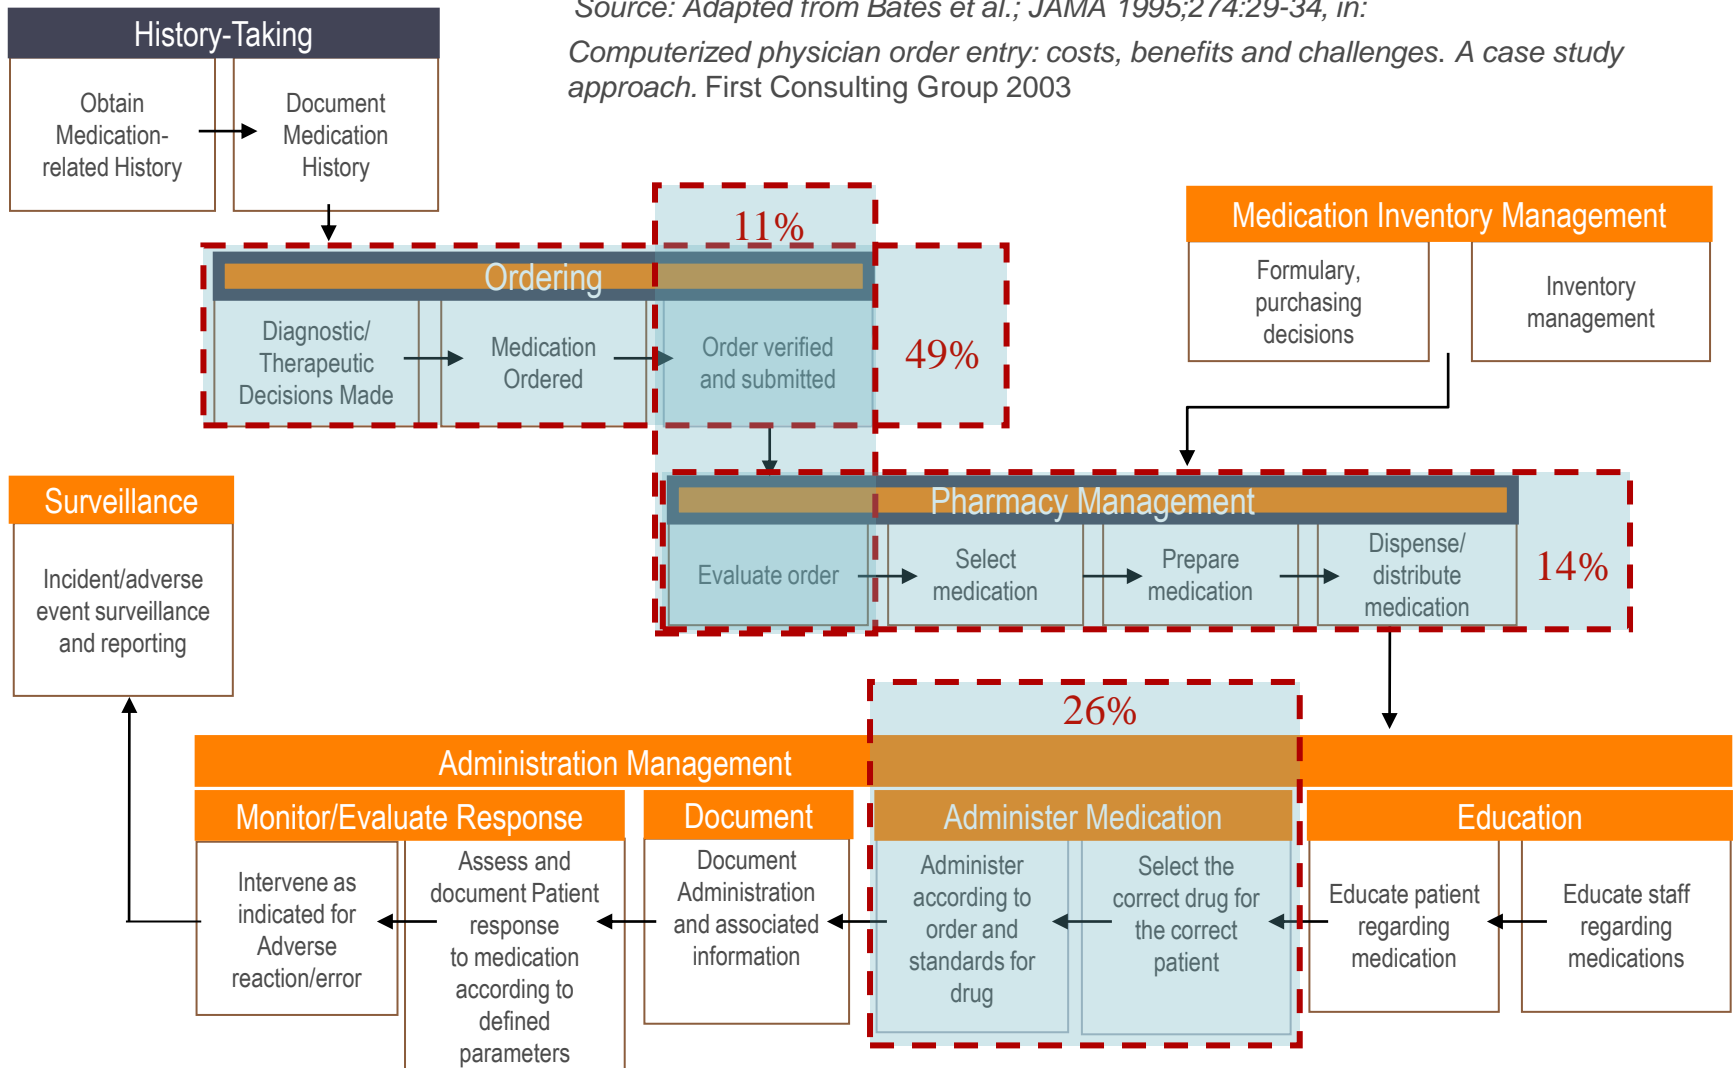 Source: Adapted from Bates et al.; JAMA 1995;274:29-34, in:
Computerized physician order entry: costs, benefits and challenges. A case study
approach. First Consulting Group 2003
History-Taking
Obtain
Medication-
related History
Document
Medication
History
11%
Ordering
Diagnostic/
Therapeutic
Decisions Made
Medication
Ordered
Order verified
and submitted
49%
Medication Inventory Management
Formulary,
purchasing
decisions
Inventory
management
Surveillance
Incident/adverse
event surveillance
and reporting
Pharmacy Management
Evaluate order
Select
medication
Prepare
medication
Dispense/
distribute
medication
14%
26%
Administration Management
Monitor/Evaluate Response
Document
Administer Medication
Education
Intervene as
indicated for
Adverse
reaction/error
Assess and
document Patient
response
to medication
according to
defined
parameters
Document
Administration
and associated
information
Administer
according to
order and
standards for
drug
Select the
correct drug for
the correct
patient
Educate patient
regarding
medication
Educate staff
regarding
medications